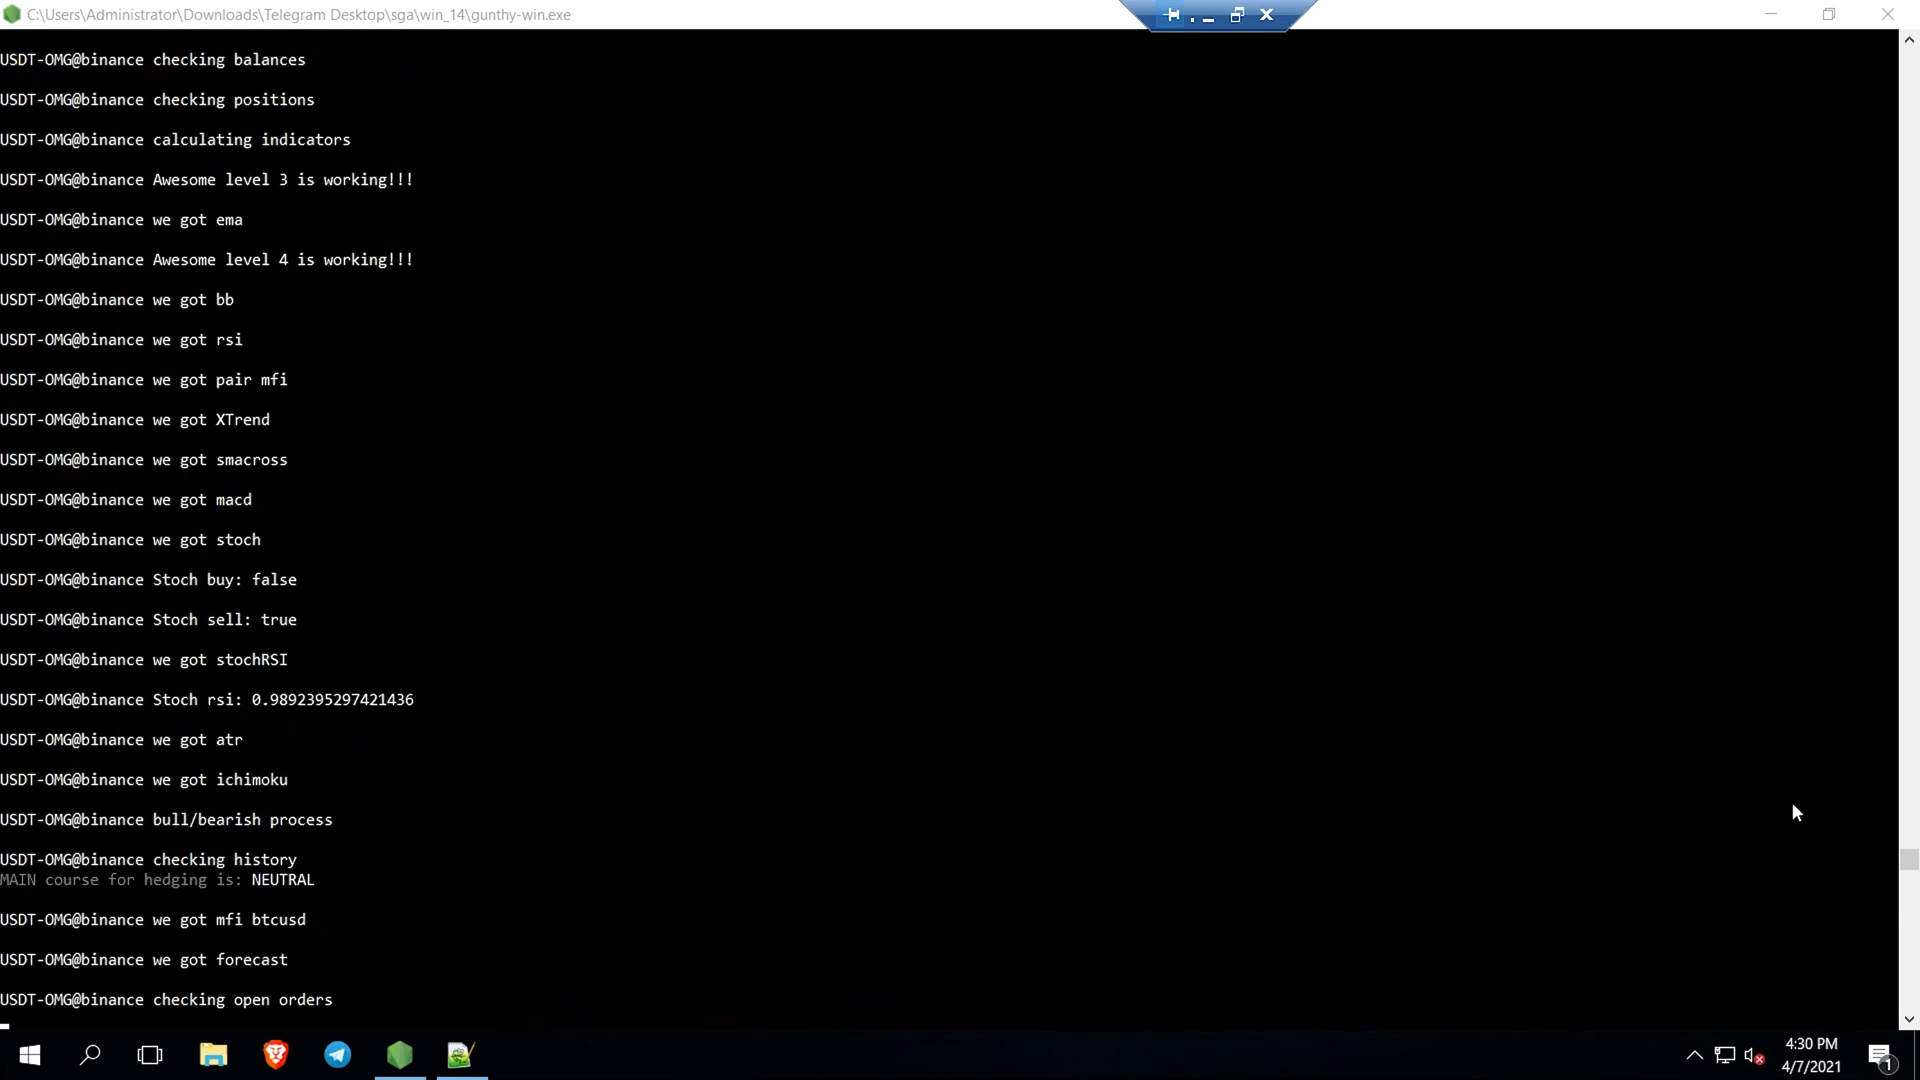 C:\Users\Administrator\Downloads\Telegram Desktop\sga\win_14\gunthy-win.exe
USDT-OMG@binance checking balances
USDT-OMG@binance checking positions
USDT-OMG@binance calculating indicators
USDT-OMG@binance Awesome level 3 is working!!!
USDT-OMG@binance we got ema
USDT-OMG@binance Awesome level 4 is working!!!
USDT-OMG@binance we got bb
USDT-OMG@binance we got rsi
USDT-OMG@binance we got pair mfi
USDT-OMG@binance we got XTrend
USDT-OMG@binance we got smacross
USDT-OMG@binance we got macd
USDT-OMG@binance we got stoch
USDT-OMG@binance Stoch buy: false
USDT-OMG@binance Stoch sell: true
USDT-OMG@binance we got stochRSI
USDT-OMG@binance Stoch rsi: 0.9892395297421436
USDT-OMG@binance we got atr
USDT-OMG@binance we got ichimoku
USDT-OMG@binance bull/bearish process
USDT-OMG@binance checking history
MAIN course for hedging is: NEUTRAL
USDT-OMG@binance we got mfi btcusd
USDT-OMG@binance we got forecast
USDT-OMG@binance checking open orders
4:30 PM
4/7/2021
1